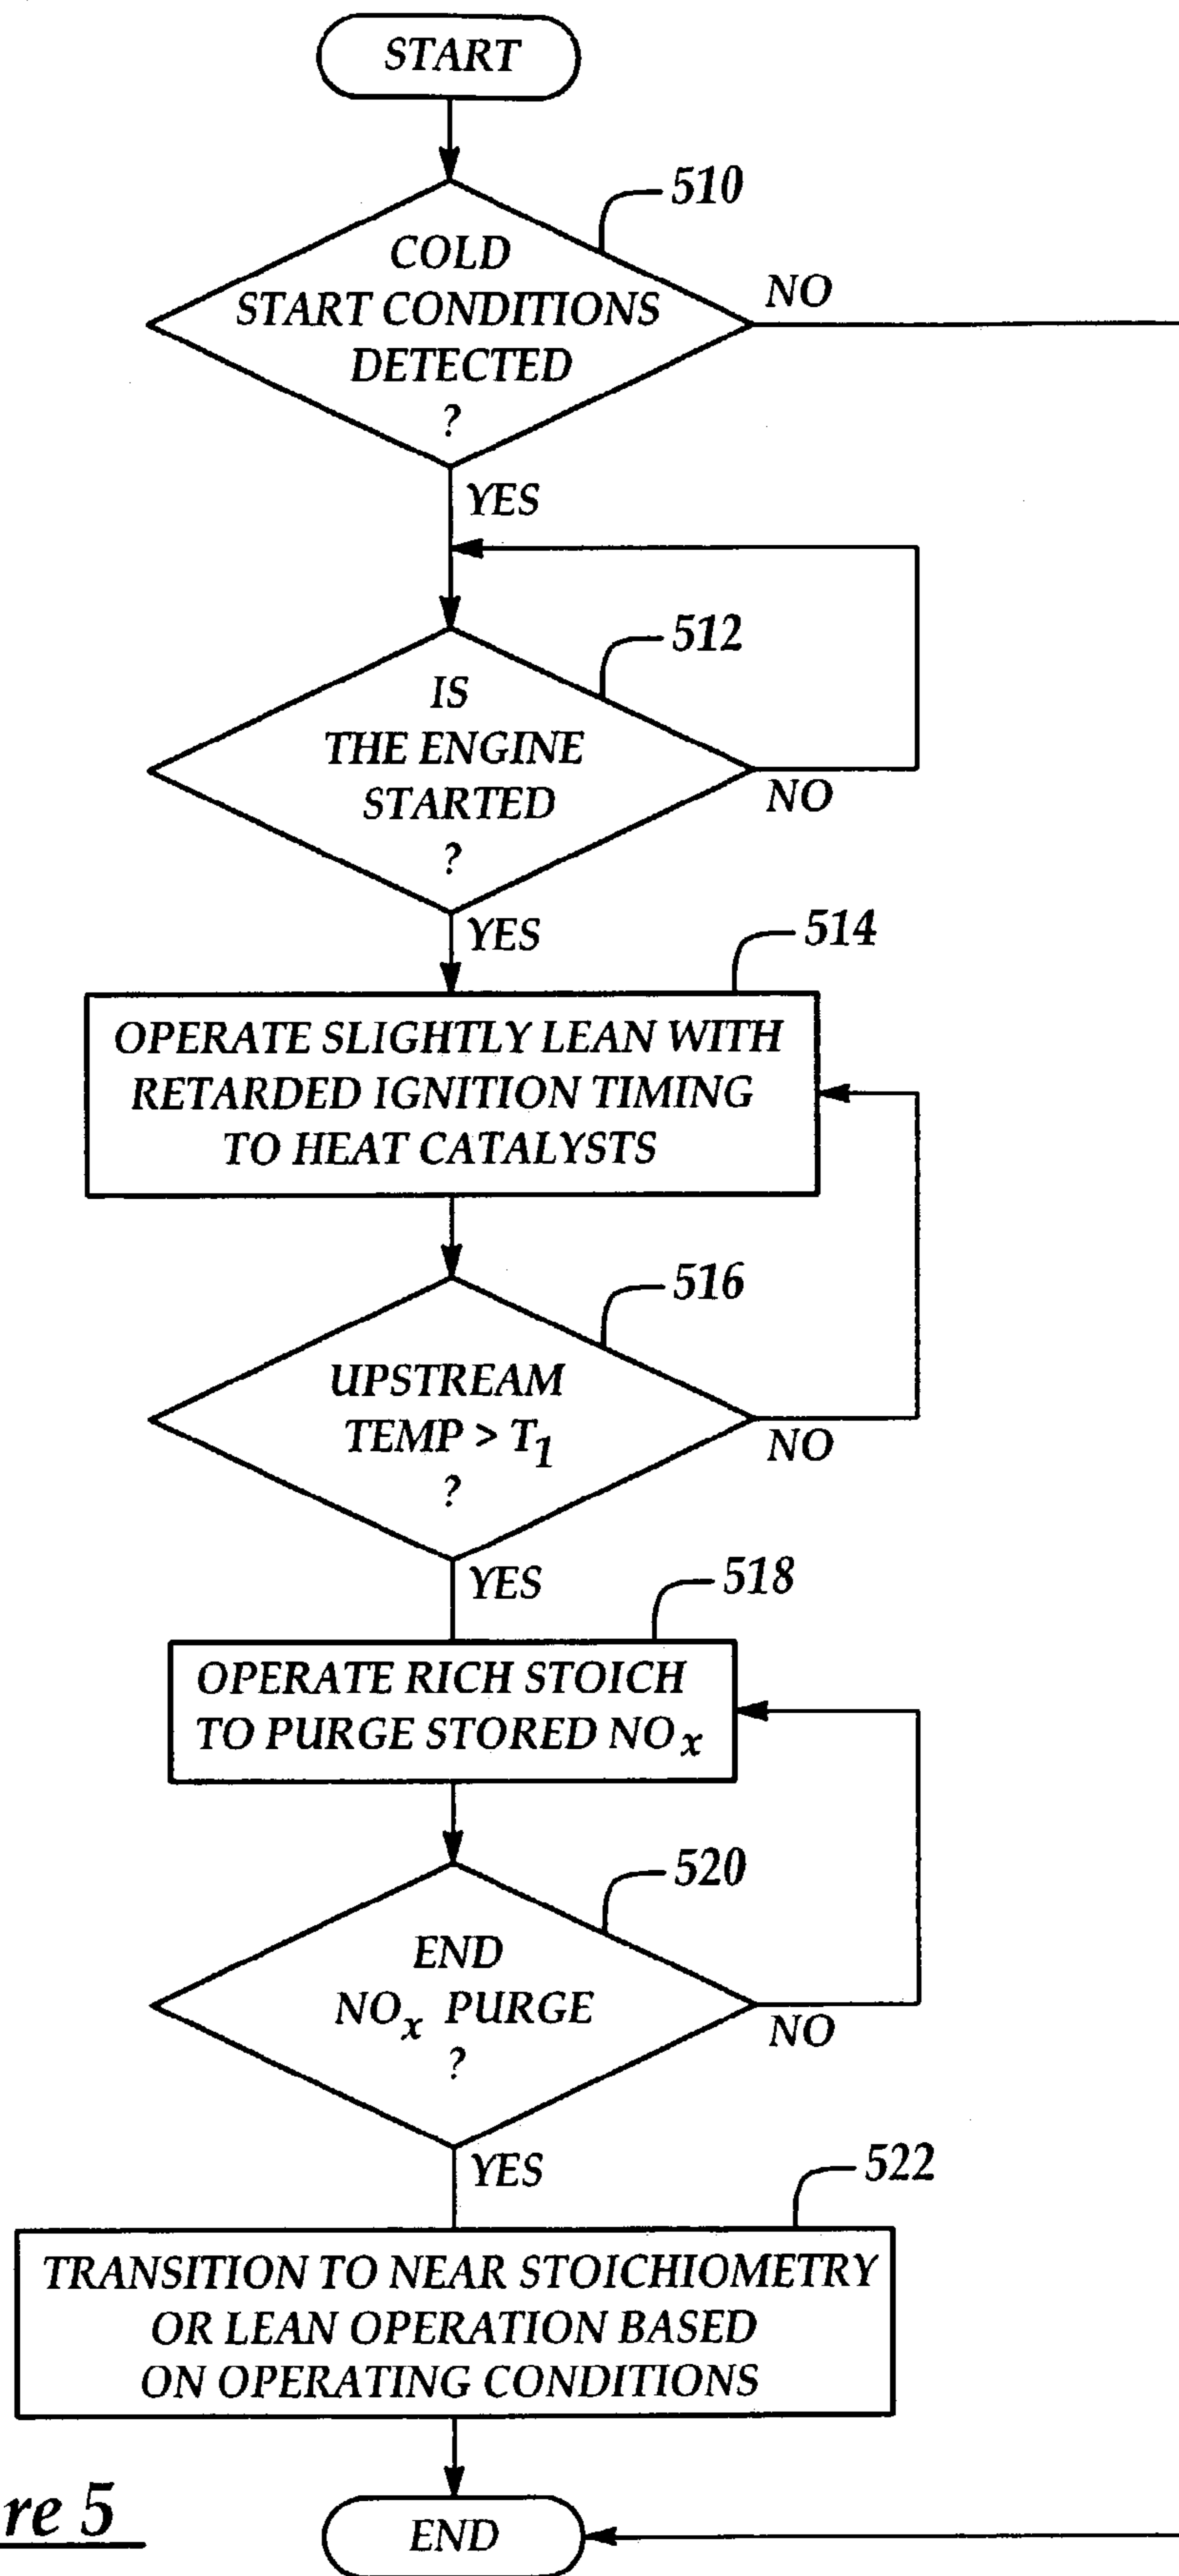 START
510
COLD
START CONDITIONS
DETECTED
?
NO
YES
512
IS
THE ENGINE
STARTED
?
NO
YES
514
OPERATE SLIGHTLY LEAN WITH
RETARDED IGNITION TIMING
TO HEAT CATALYSTS
516
UPSTREAM
TEMP > T1
?
NO
YES
518
OPERATE RICH STOICH
TO PURGE STORED NOx
520
END
NOx PURGE
?
NO
YES
522
TRANSITION TO NEAR STOICHIOMETRY
OR LEAN OPERATION BASED
ON OPERATING CONDITIONS
re 5
END